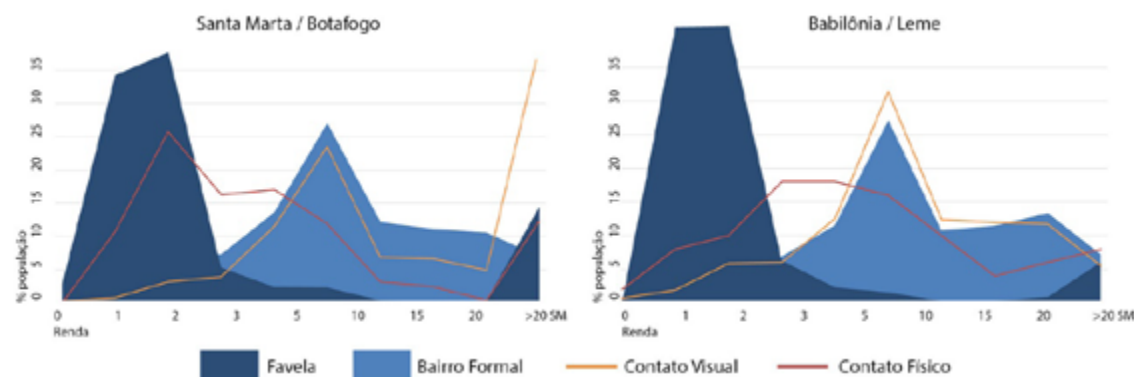 Santa Marta / Botafogo
% população
0 5 10 15 20 25 30 35
0 1 2 3 5 10 15 20 >20 SM
Renda
Babilônia / Leme
% população
0 5 10 15 20 25 30 35
0 1 2 3 5 10 15 20 >20 SM
Renda
Favela Bairro Formal Contato Visual Contato Físico